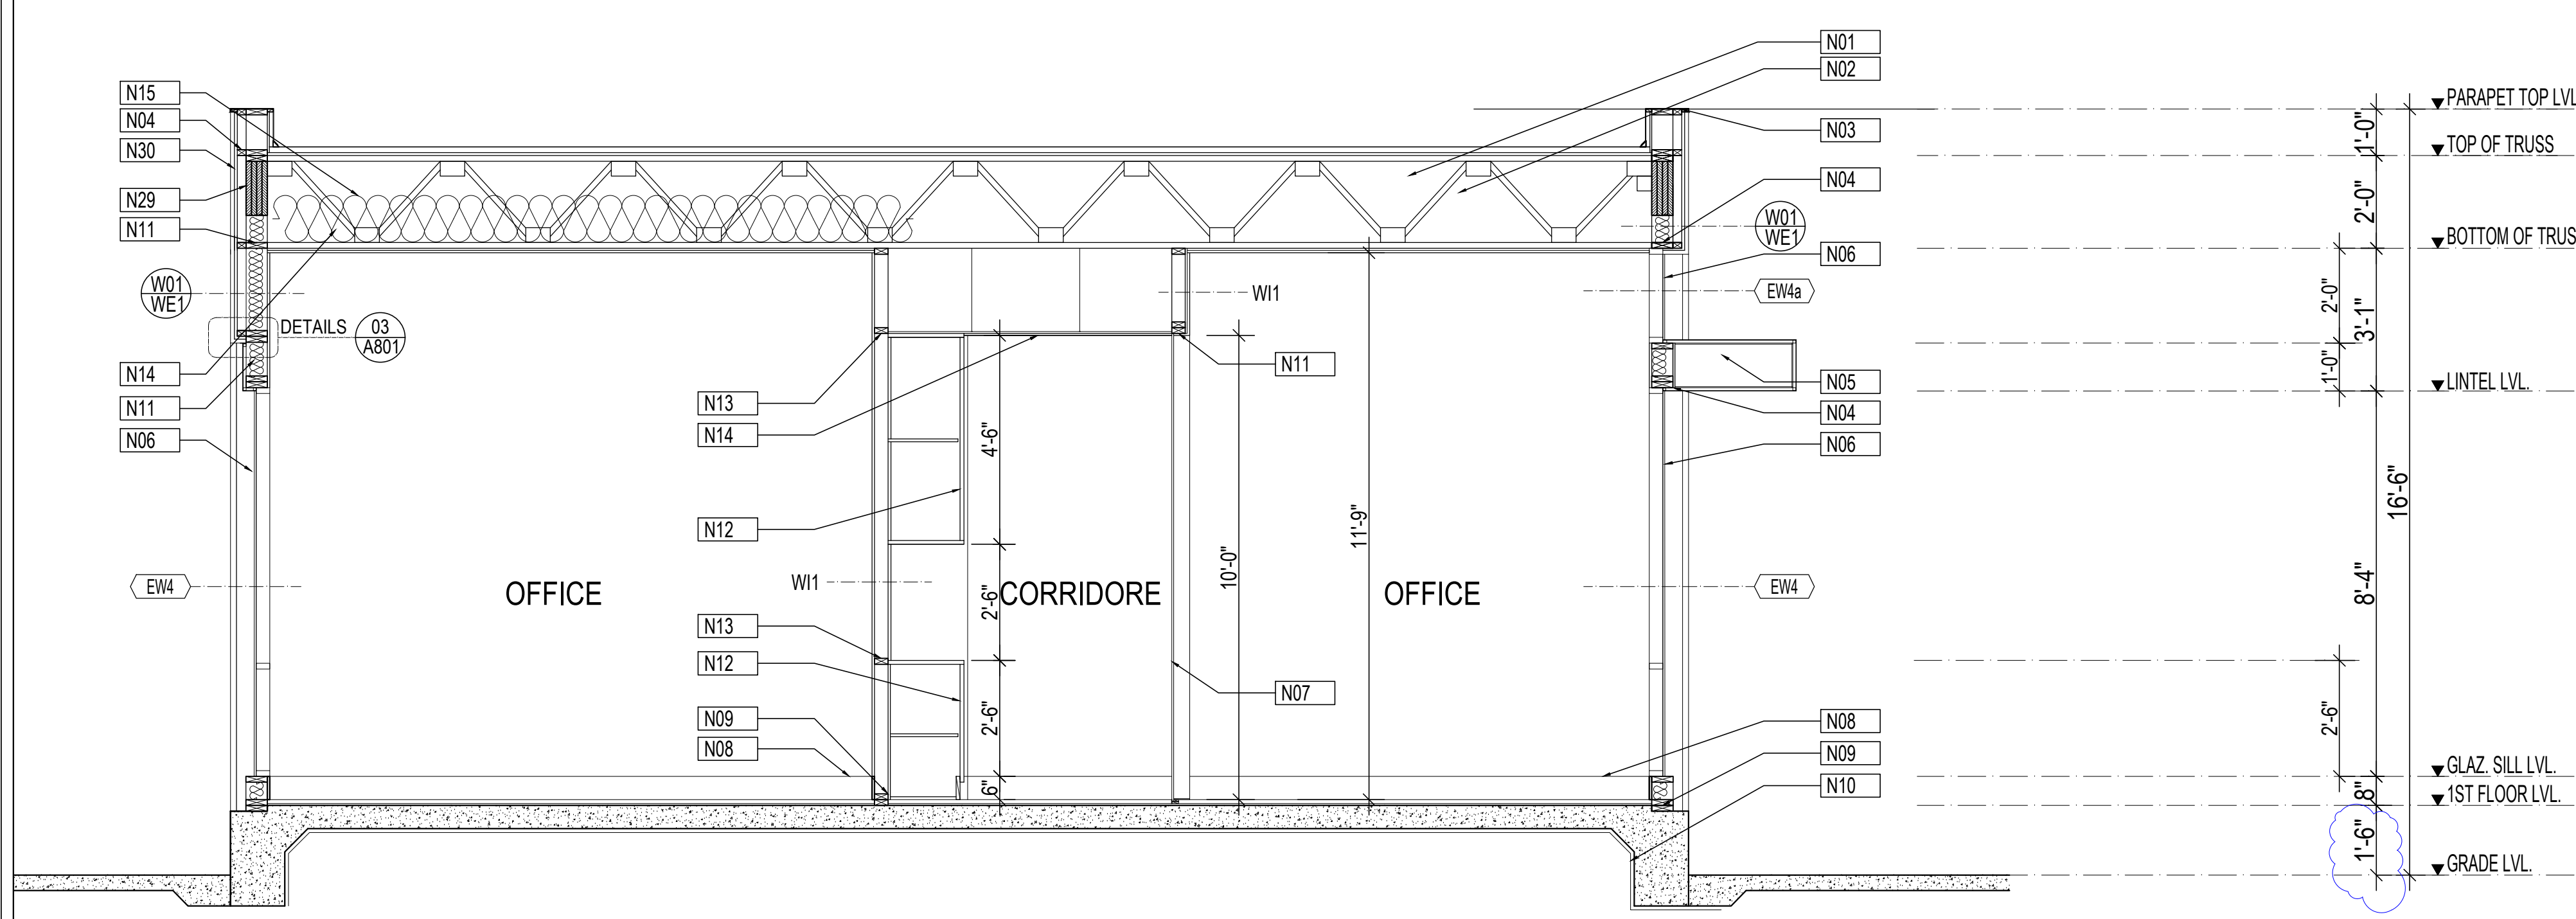 N01
N02
N15
N04
N30
N29
N11
N03
N04
PARAPET TOP LVL
1'-0"
TOP OF TRUSS
2'-0"
W01
WE1
BOTTOM OF TRUS
N06
W01
WE1
WI1
EW4a
2'-0"
3'-1"
DETAILS
03
A801
N14
N11
N06
N13
N14
N11
N05
N04
N06
1'-0"
LINTEL LVL.
4'-6"
N12
11'-9"
10'-0"
16'-6"
EW4
OFFICE
WI1
2'-6"
CORRIDORE
OFFICE
EW4
8'-4"
N13
N12
N07
N09
N08
2'-6"
N08
N09
N10
2'-6"
6"
GLAZ. SILL LVL.
8"
1ST FLOOR LVL.
1'-6"
GRADE LVL.